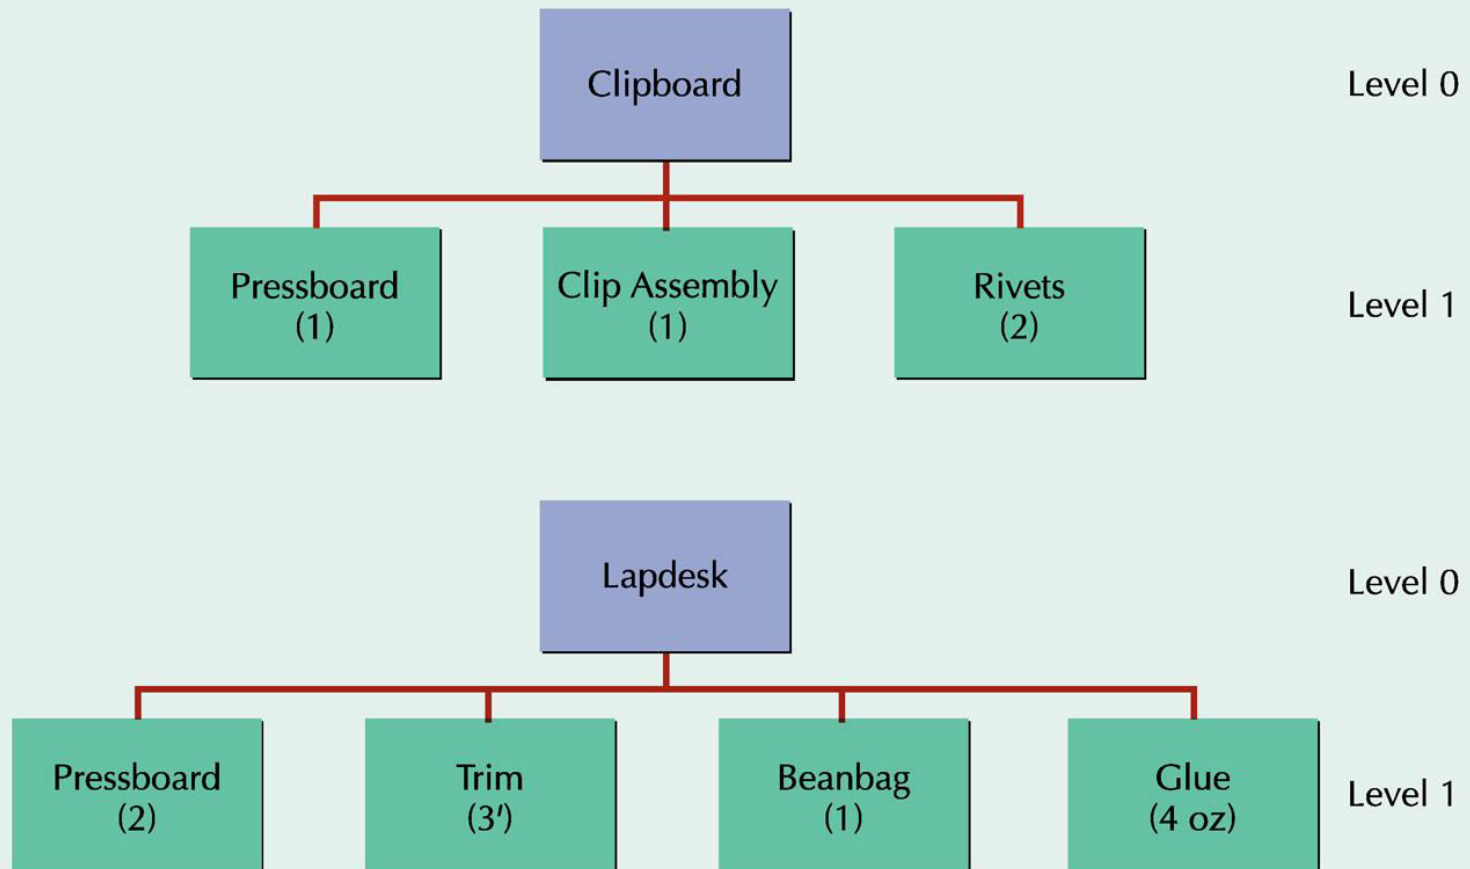 Clipboard
Level 0
Pressboard
(1)
Clip Assembly
(1)
Rivets
(2)
Level 1
Lapdesk
Level 0
Pressboard
(2)
Trim
(3′)
Beanbag
(1)
Glue
(4 oz)
Level 1